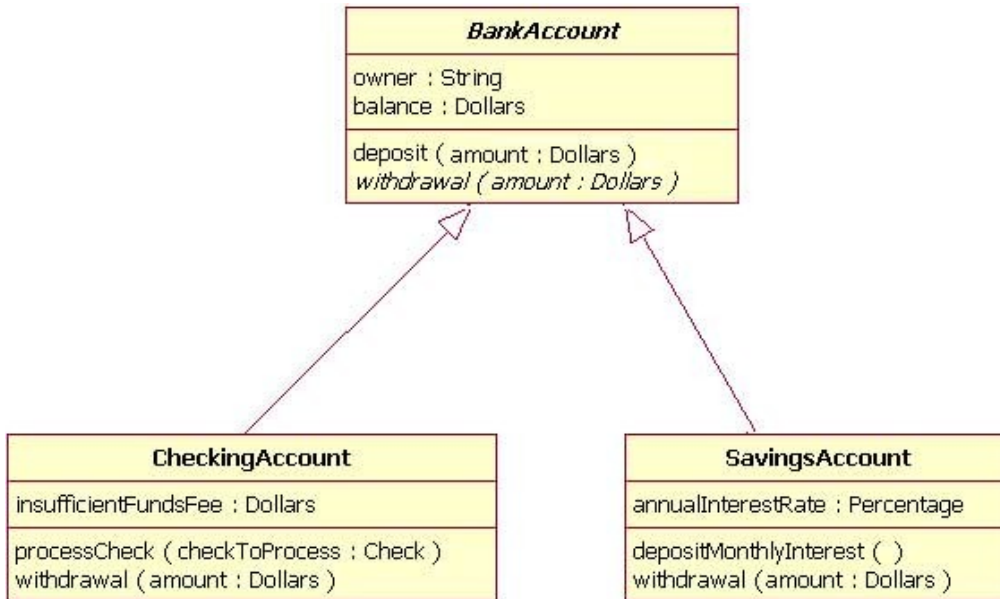 BankAccount
owner : String
balance : Dollars
deposit ( amount : Dollars )
withdrawal ( amount : Dollars )
CheckingAccount
insufficientFundsFee : Dollars
processCheck ( checkToProcess : Check )
withdrawal ( amount : Dollars )
SavingsAccount
annualInterestRate : Percentage
depositMonthlyInterest ( )
withdrawal ( amount : Dollars )